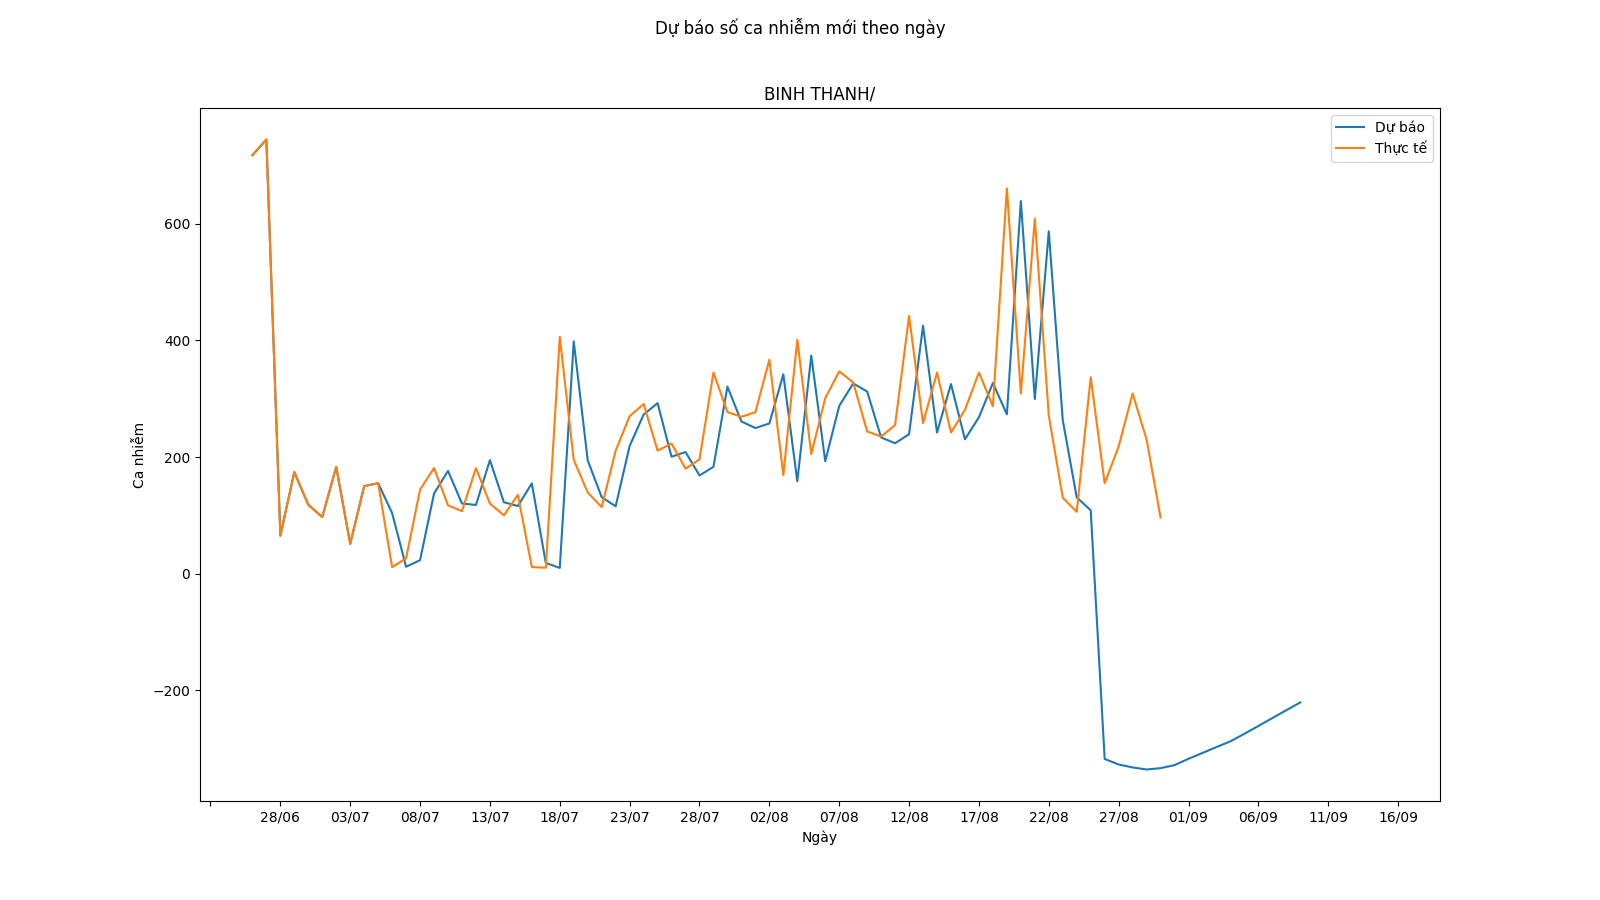 Dự báo số ca nhiễm mới theo ngày
BINH THANH/
Dự báo
Thực tế
600
400
200
0
−200
Ca nhiễm
28/06 03/07 08/07 13/07 18/07 23/07 28/07 02/08 07/08 12/08 17/08 22/08 27/08 01/09 06/09 11/09 16/09
Ngày